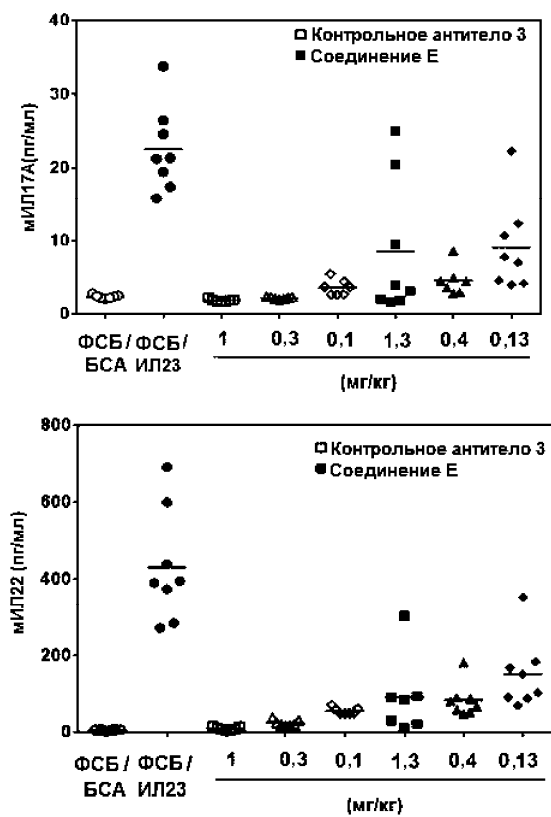 40
30
20
10
0
мИЛ17А(пг/мл)
Контрольное антитело 3
Соединение Е
ФСБ/ ФСБ/ 1 0,3 0,1 1,3 0,4 0,13
БСА ИЛ23
(мг/кг)
800
600
400
200
0
мИЛ22 (пг/мл)
Контрольное антитело 3
Соединение Е
ФСБ/ ФСБ/ 1 0,3 0,1 1,3 0,4 0,13
БСА ИЛ23
(мг/кг)